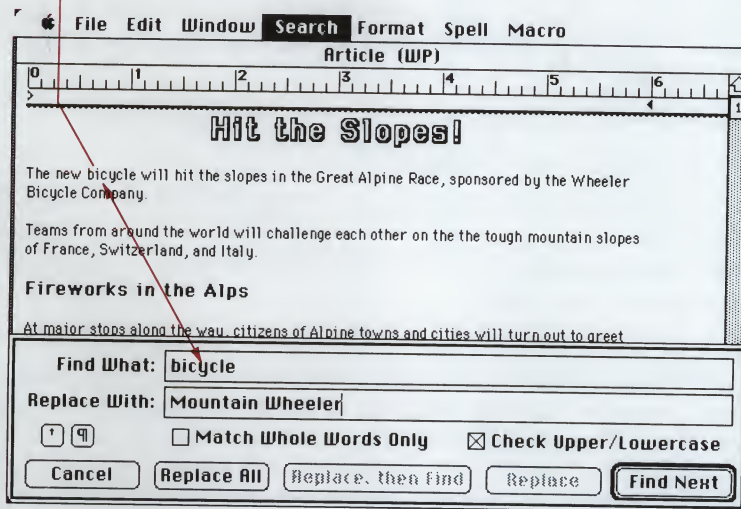 File Edit Window Search Format Spell Macro
Article (WP)
0 1 2 3 4 5 6
1
Hit the Slopes!
The new bicycle will hit the slopes in the Great Alpine Race, sponsored by the Wheeler
Bicycle Company.
Teams from around the world will challenge each other on the the tough mountain slopes
of France, Switzerland, and Italy.
Fireworks in the Alps
At major stops along the way, citizens of Alpine towns and cities will turn out to greet
Find What: bicycle
Replace With: Mountain Wheeler
Match Whole Words Only Check Upper/Lowercase
Cancel Replace All Replace, then Find Replace Find Next